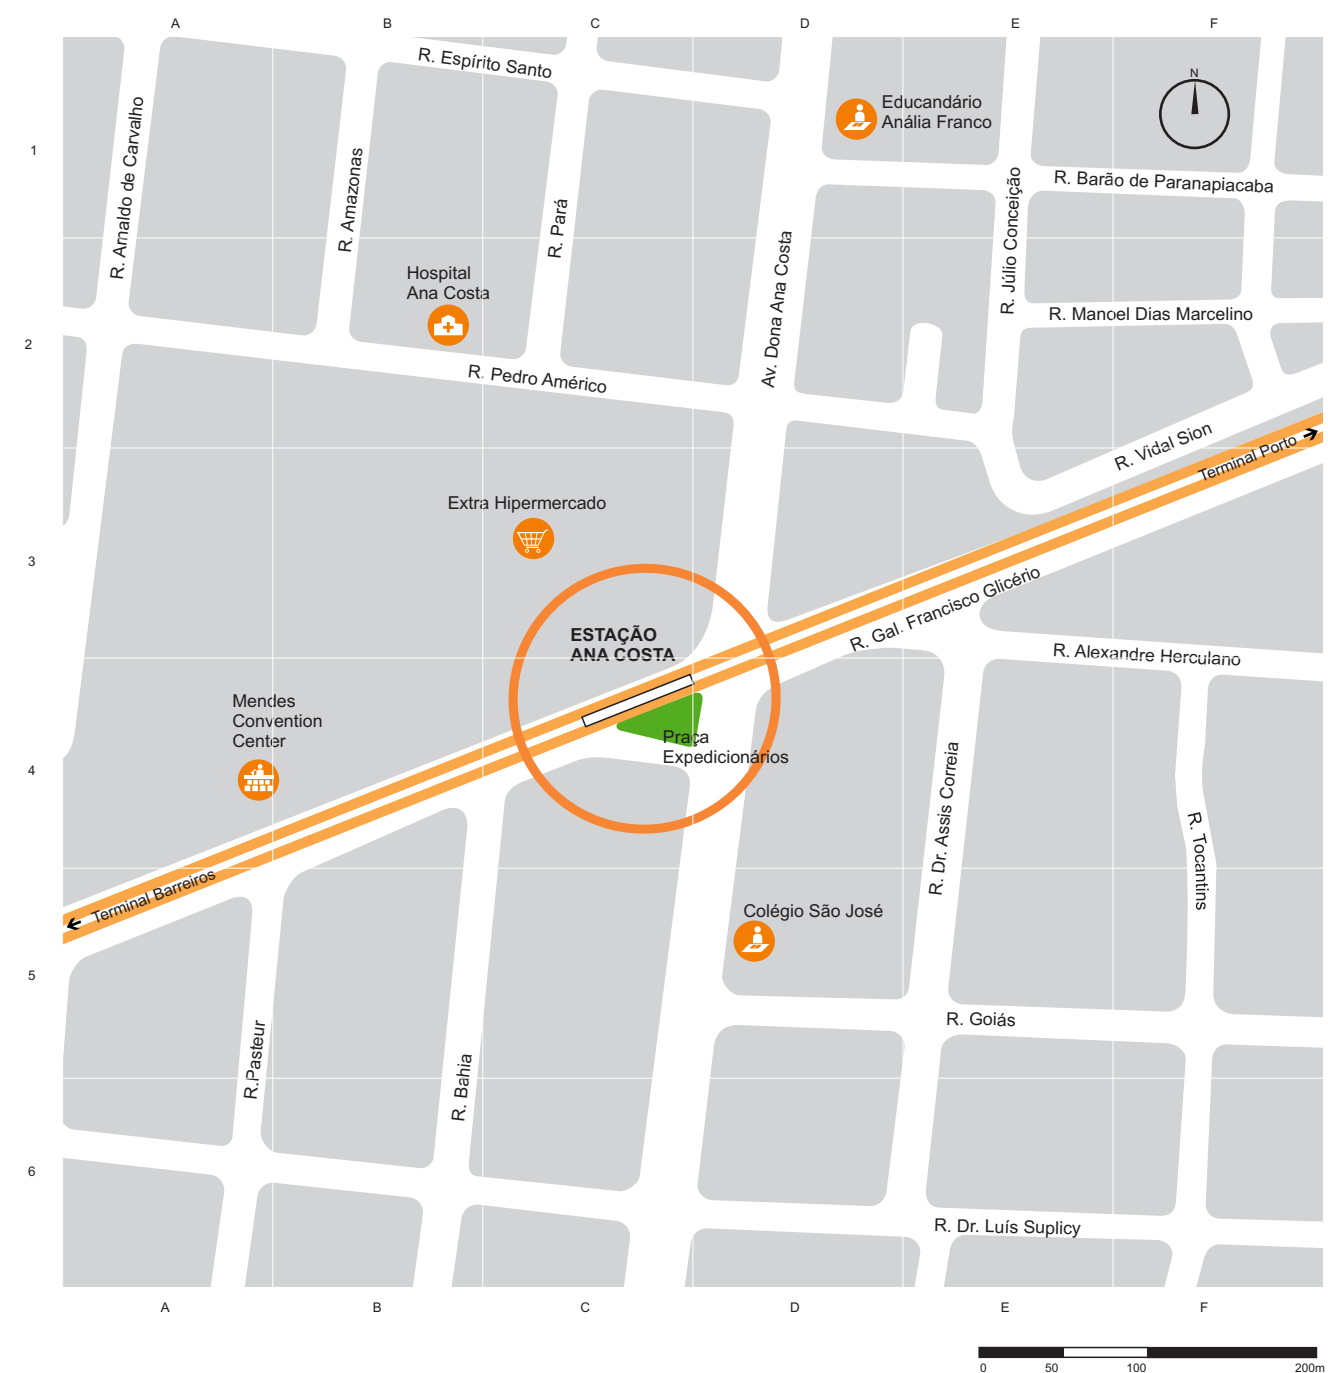 A B C D E F
R. Espírito Santo
N
Educandário
Anália Franco
R. Arnaldo de Carvalho
1
R. Amazonas
R. Pará
R. Júlio Conceição
R. Barão de Paranapiacaba
Av. Dona Ana Costa
Hospital
Ana Costa
R. Manoel Dias Marcelino
2
R. Pedro Américo
R. Vidal Sion
Terminal Porto
Extra Hipermercado
3
R. Gal. Francisco Glicério
ESTAÇÃO
ANA COSTA
R. Alexandre Herculano
Mendes
Convention
Center
Praça
Expedicionários
4
R. Dr. Assis Correia
R. Tocantins
Terminal Barreiros
Colégio São José
5
R. Goiás
R.Pasteur
R. Bahia
6
R. Dr. Luís Suplicy
A B C D E F
0 50 100 200m